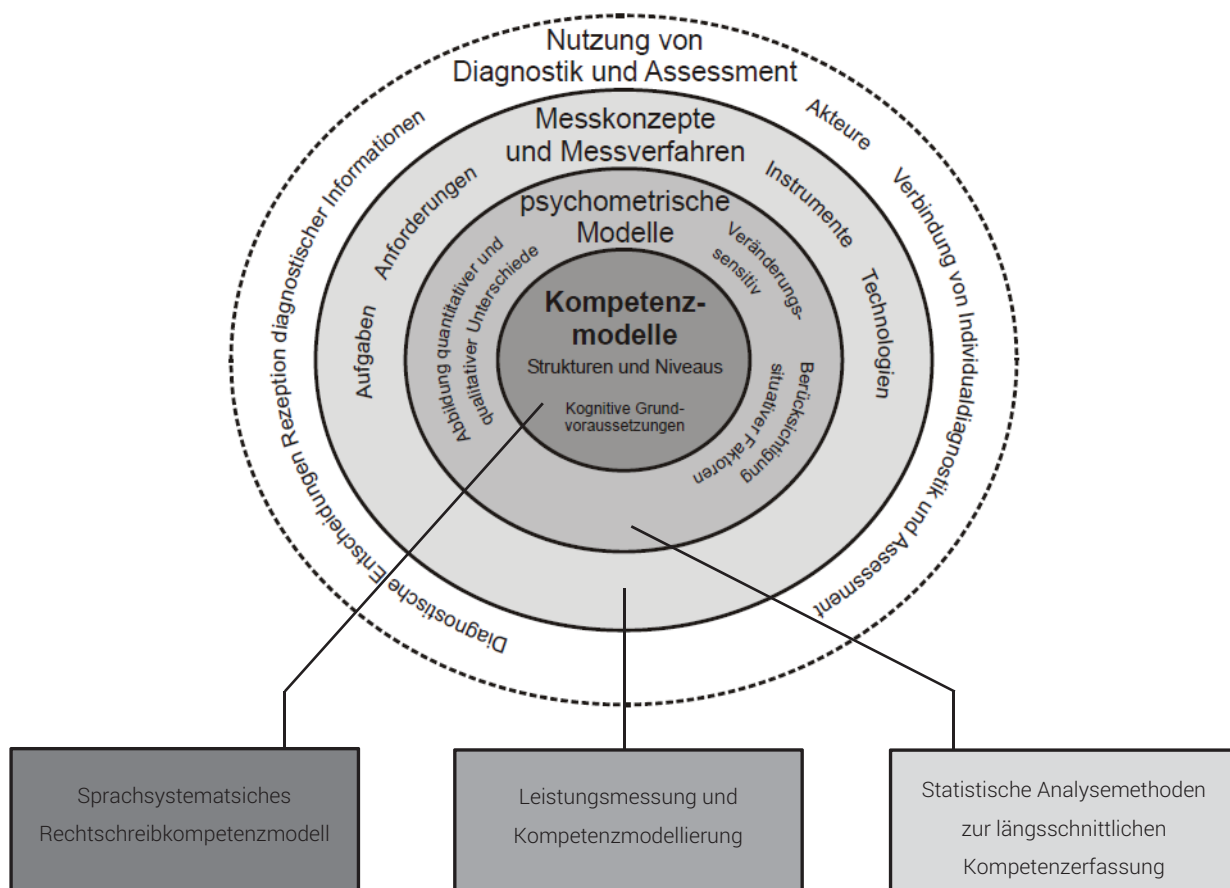 Nutzung von
Diagnostik und Assessment
Messkonzepte
und Messverfahren
psychometrische
Modelle
Kompetenz-
modelle
Strukturen und Niveaus
Kognitive Grund-
voraussetzungen
Abbildung quantitativer und
qualitativer Unterschiede
Veränderungs-
sensitiv
Berücksichtigung
situativer Faktoren
Aufgaben
Anforderungen
Instrumente
Technologien
Diagnostische Entscheidungen
Rezeption diagnostischer Informationen
Akteure
Verbindung von Individualdiagnostik und Assessment
Sprachsystematsiches
Rechtschreibkompetenzmodell
Leistungsmessung und
Kompetenzmodellierung
Statistische Analysemethoden
zur längsschnittlichen
Kompetenzerfassung